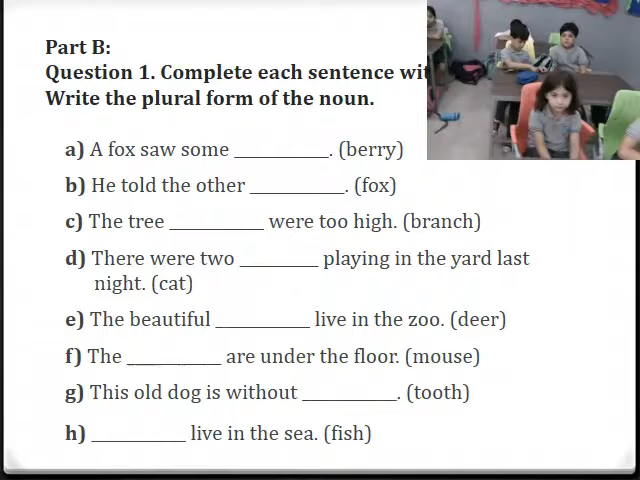 Part B:
Question 1. Complete each sentence
Write the plural form of the noun.
a) A fox saw some __________. (berry)
b) He told the other __________. (fox)
c) The tree __________ were too high. (branch)
d) There were two ________ playing in the yard last
night. (cat)
e) The beautiful __________ live in the zoo. (deer)
f) The __________ are under the floor. (mouse)
g) This old dog is without __________. (tooth)
h) __________ live in the sea. (fish)